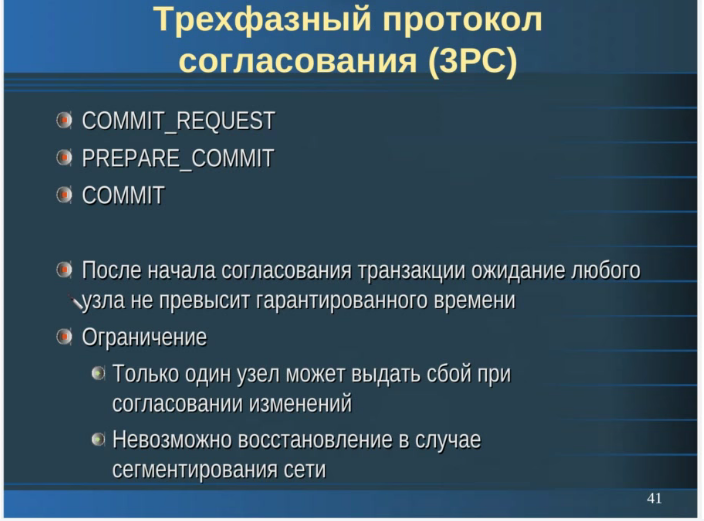 Трехфазный протокол
согласования (3PC)
COMMIT_REQUEST
PREPARE_COMMIT
COMMIT
После начала согласования транзакции ожидание любого
узла не превысит гарантированного времени
Ограничение
Только один узел может выдать сбой при
согласовании изменений
Невозможно восстановление в случае
сегментирования сети
41